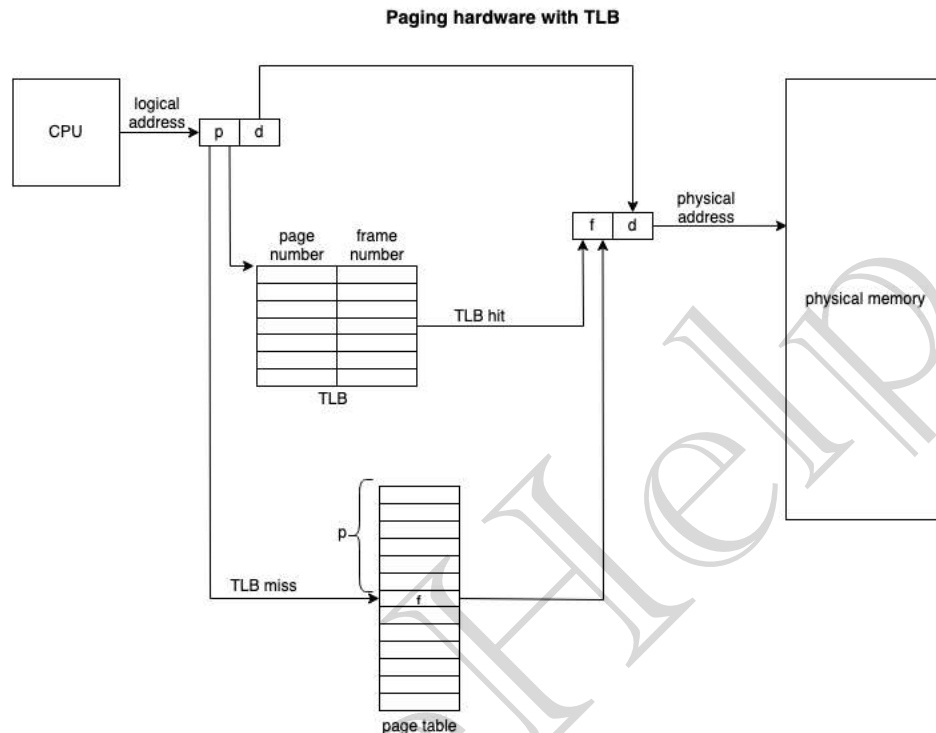 Paging hardware with TLB
CPU
logical
address
p
d
page
number
frame
number
TLB hit
TLB
f
d
physical
address
physical memory
p
TLB miss
f
page table
Help